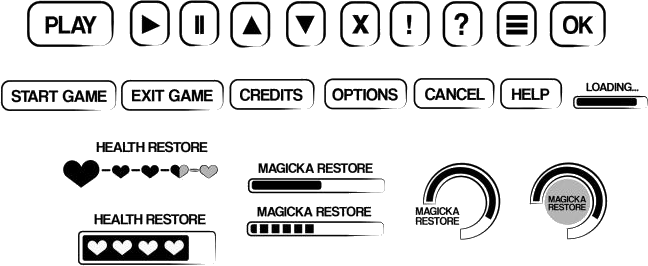 PLAY X ! ? OK
START GAME EXIT GAME CREDITS OPTIONS CANCEL HELP LOADING...
HEALTH RESTORE
MAGICKA RESTORE
HEALTH RESTORE
MAGICKA RESTORE
MAGICKA
RESTORE
MAGICKA
RESTORE